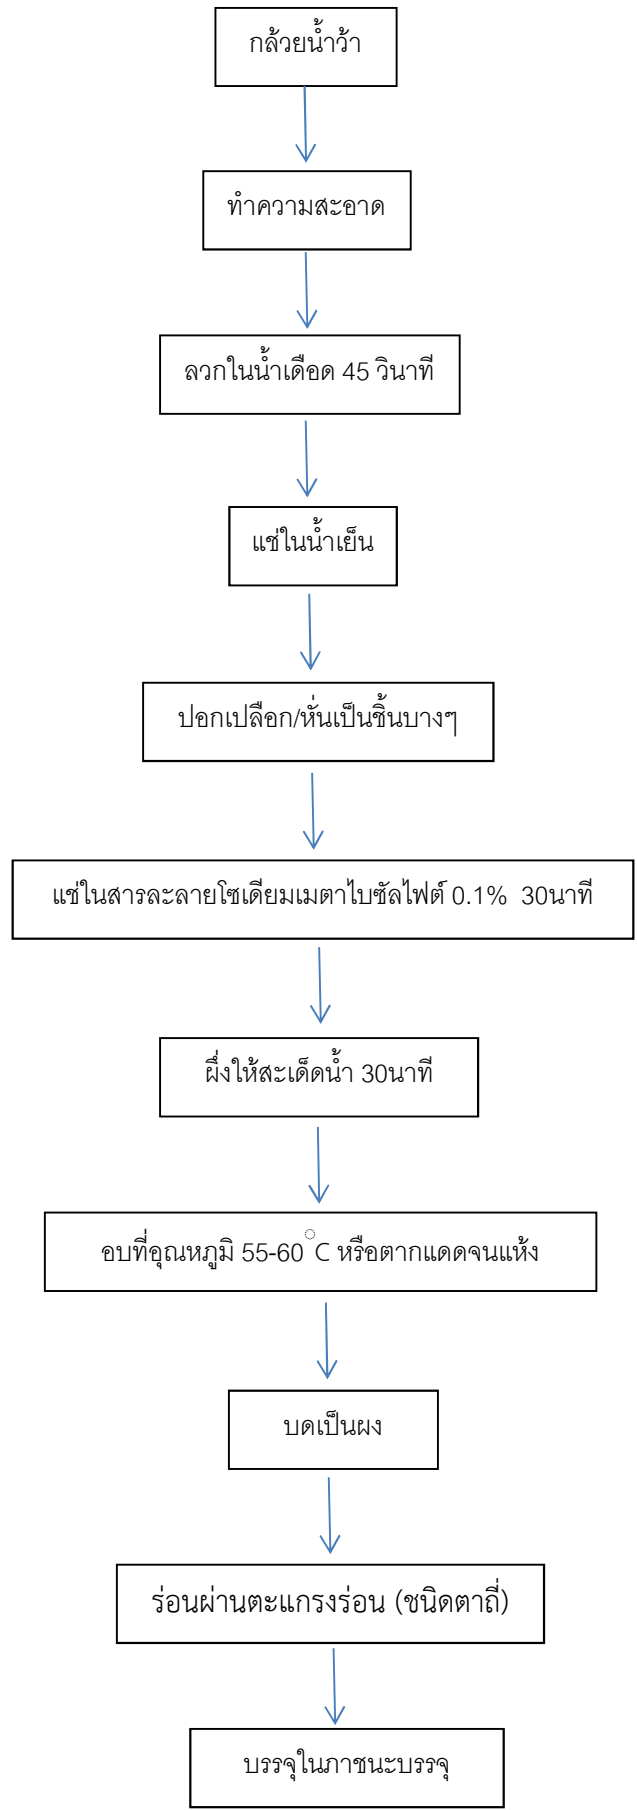 กล้วยน้ำว้า
ทำความสะอาด
ลวกในน้ำเดือด 45 วินาที
แช่ในน้ำเย็น
ปอกเปลือก/หั่นเป็นชิ้นบางๆ
แช่ในสารละลายโซเดียมเมตาไบซัลไฟต์ 0.1% 30นาที
ผึ่งให้สะเด็ดน้ำ 30นาที
อบที่อุณหภูมิ 55-60 ํC หรือตากแดดจนแห้ง
บดเป็นผง
ร่อนผ่านตะแกรงร่อน (ชนิดตาถี่)
บรรจุในภาชนะบรรจุ